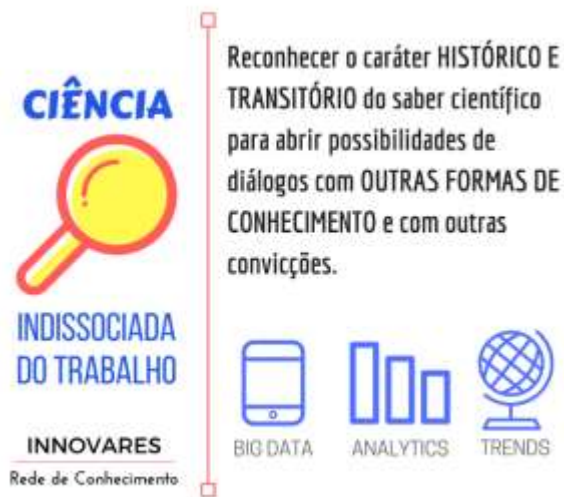 CIÊNCIA
INDISSOCIADA
DO TRABALHO
INNOVARES
Rede de Conhecimento
Reconhecer o caráter HISTÓRICO E
TRANSITÓRIO do saber científico
para abrir possibilidades de
diálogos com OUTRAS FORMAS DE
CONHECIMENTO e com outras
convicções.
BIG DATA
ANALYTICS
TRENDS